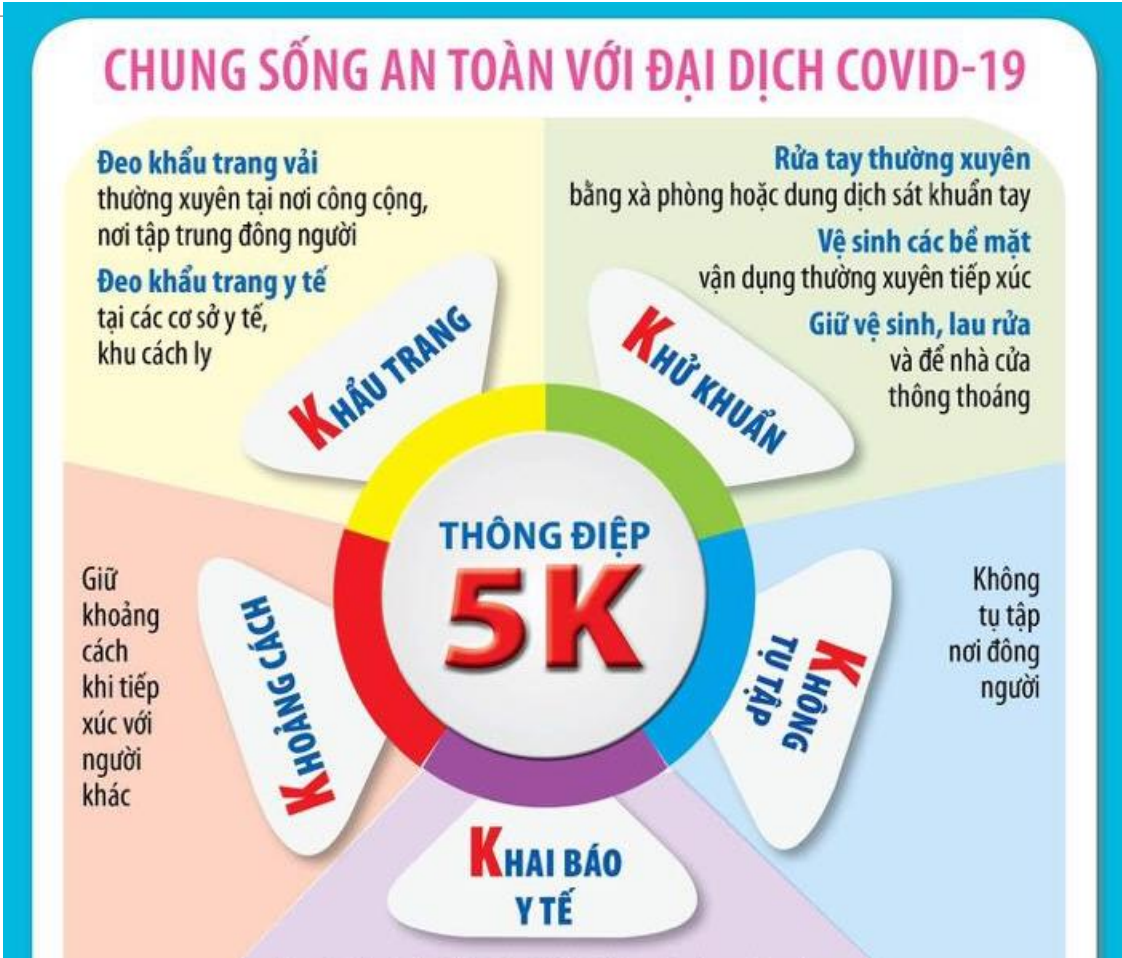 CHUNG SỐNG AN TOÀN VỚI ĐẠI DỊCH COVID-19
Đeo khẩu trang vải
thường xuyên tại nơi công cộng,
nơi tập trung đông người
Đeo khẩu trang y tế
tại các cơ sở y tế,
khu cách ly
KHẨU TRANG
Rửa tay thường xuyên
bằng xà phòng hoặc dung dịch sát khuẩn tay
Vệ sinh các bề mặt
vận dụng thường xuyên tiếp xúc
Giữ vệ sinh, lau rửa
và để nhà cửa
thông thoáng
KHỬ KHUẨN
THÔNG ĐIỆP
5K
Giữ
khoảng
cách
khi tiếp
xúc với
người
khác
KHOẢNG CÁCH
Không
tụ tập
nơi đông
người
KHÔNG
TỤ TẬP
KHAI BÁO
Y TẾ